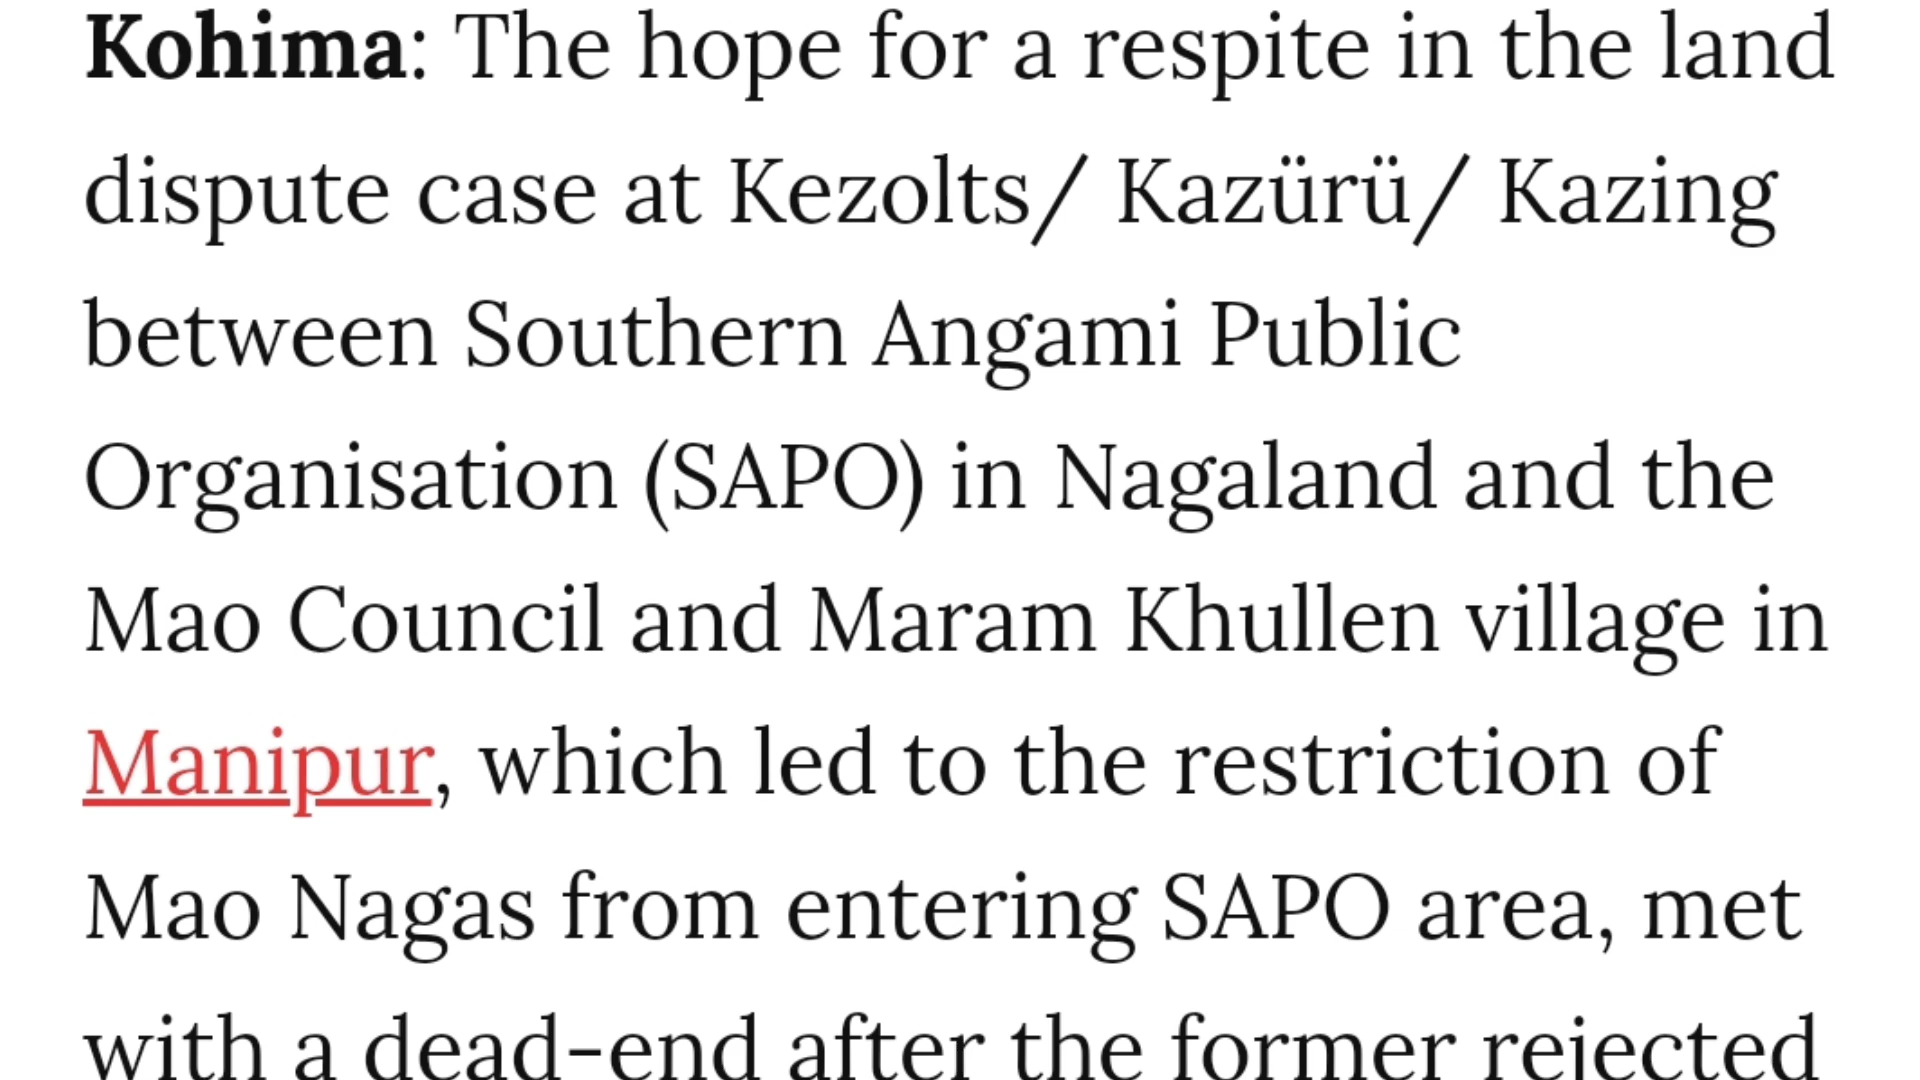 Kohima: The hope for a respite in the land
dispute case at Kezolts/ Kazürü/ Kazing
between Southern Angami Public
Organisation (SAPO) in Nagaland and the
Mao Council and Maram Khullen village in
Manipur, which led to the restriction of
Mao Nagas from entering SAPO area, met
with a dead-end after the former rejected